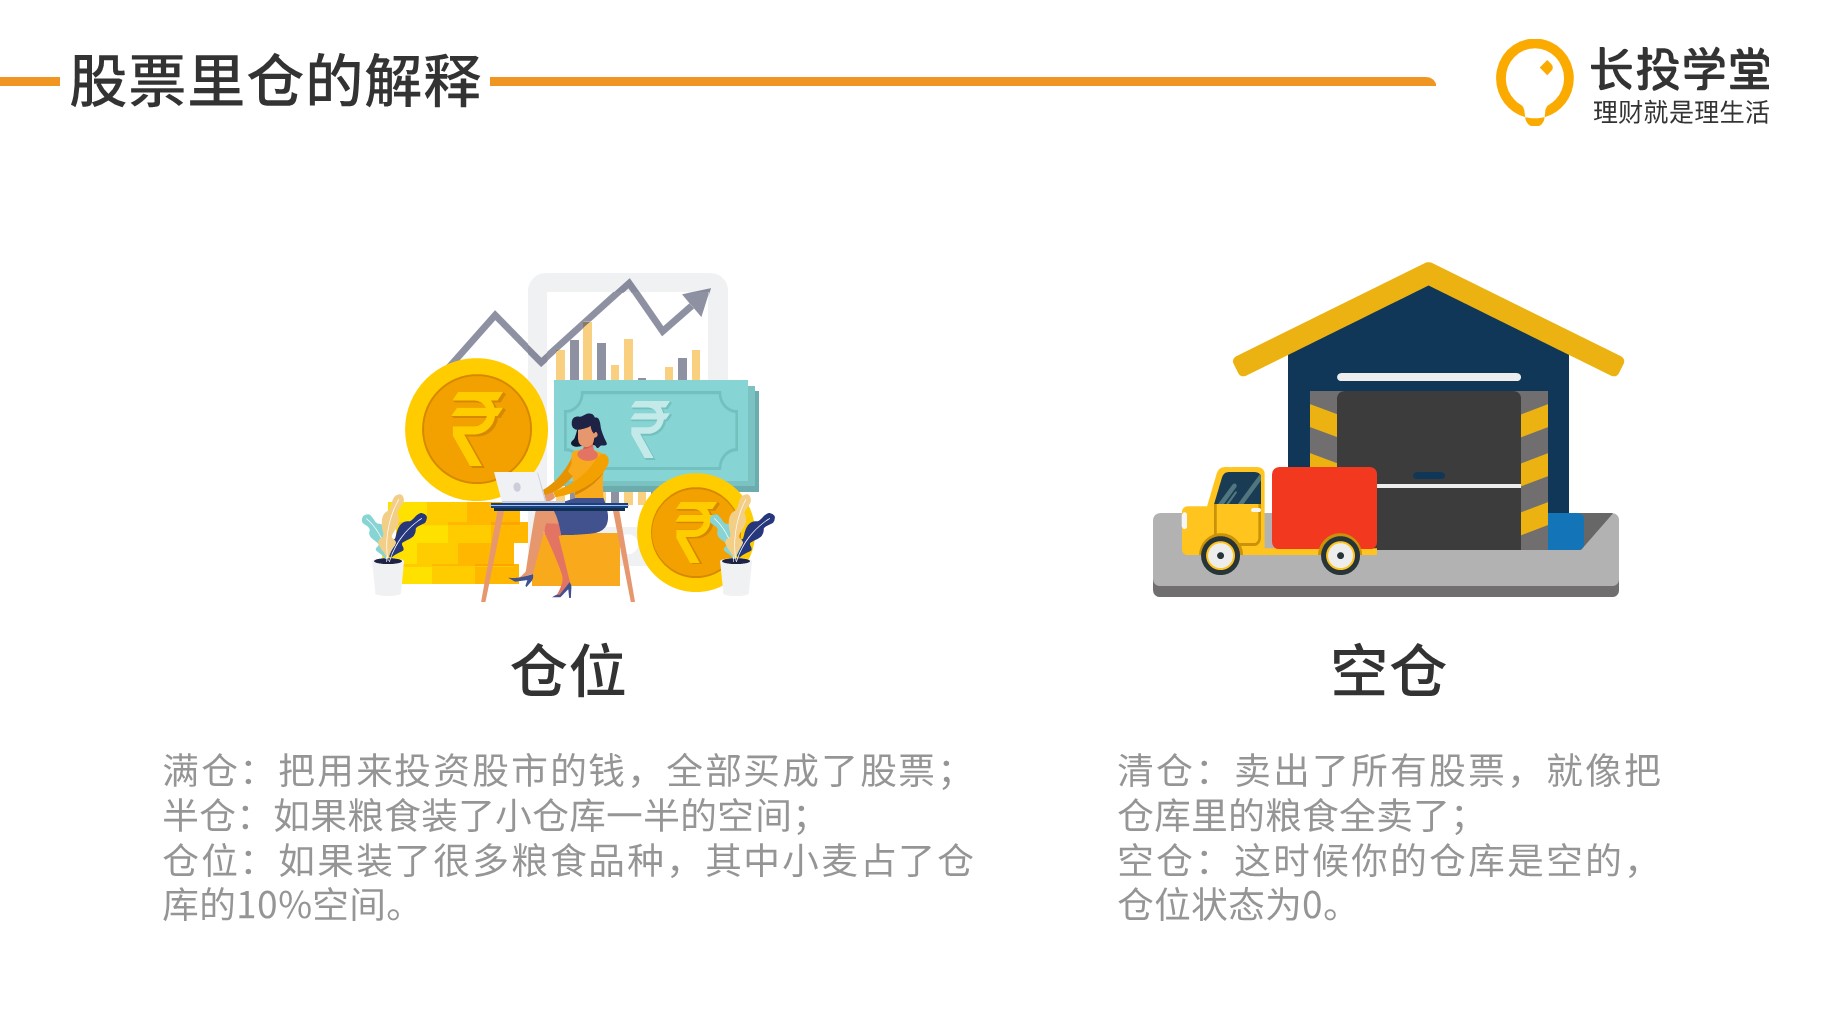 股票里仓的解释
长投学堂
理财就是理生活
₹
₹
₹
仓位
满仓：把用来投资股市的钱，全部买成了股票；
半仓：如果粮食装了小仓库一半的空间；
仓位：如果装了很多粮食品种，其中小麦占了仓
库的10%空间。
空仓
清仓：卖出了所有股票，就像把
仓库里的粮食全卖了；
空仓：这时候你的仓库是空的，
仓位状态为0。